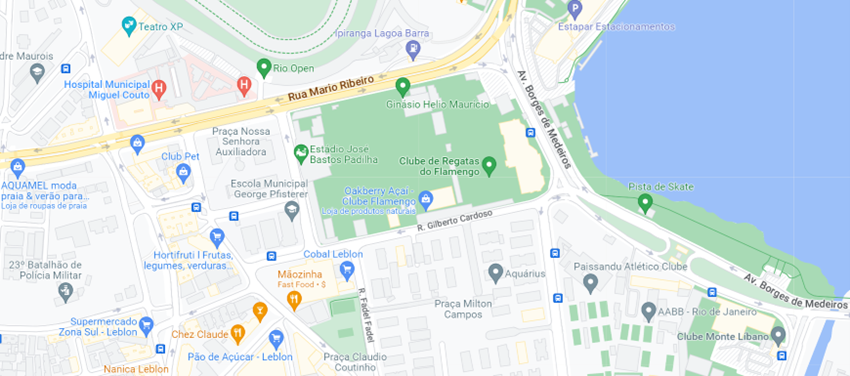 Teatro XP
Ipiranga Lagoa Barra
Estapar Estacionamentos
dre Maurois
Rio Open
Hospital Municipal
Miguel Couto
H
H
P
Rua Mario Ribeiro
Ginásio Helio Mauricio
Av. Borges de Medeiros
Praça Nossa
Senhora
Auxiliadora
Estadio Jose
Bastos Padilha
Clube de Regatas
do Flamengo
Club Pet
AQUAMEL moda
praia & verão para...
Loja de roupas de praia
Escola Municipal
George Pfisterer
Oakberry Açaí
Clube Flamengo
Loja de produtos naturais
Pista de Skate
R. Gilberto Cardoso
Hortifruti | Frutas,
legumes, verduras...
Cobal Leblon
23º Batalhão de
Polícia Militar
Mãozinha
Fast Food • $
Aquárius
Paissandu Atlético Clube
Av. Borges de Medeiros
R. Fadel Fadel
Praça Milton
Campos
AABB - Rio de Janeiro
Supermercado
Zona Sul - Leblon
Chez Claude
Clube Monte Líbano
Pão de Açúcar - Leblon
Praça Claudio
Coutinho
Nanica Leblon